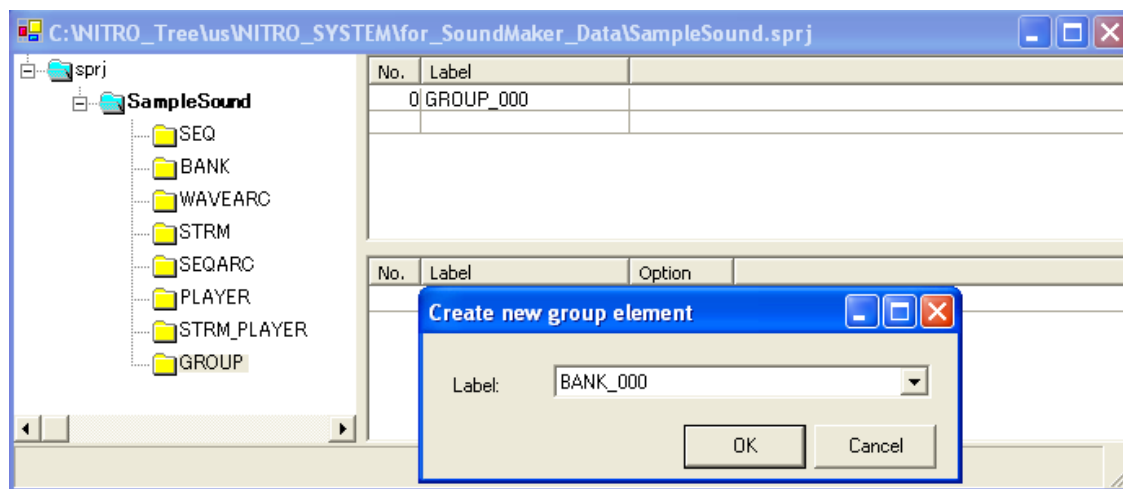 C:\NITRO_Tree\us\NITRO_SYSTEM\for_SoundMaker_Data\SampleSound.sprj
sprj
SampleSound
SEQ
BANK
WAVEARC
STRM
SEQARC
PLAYER
STRM_PLAYER
GROUP
No. Label
0 GROUP_000
No. Label Option
Create new group element
Label: BANK_000
OK Cancel